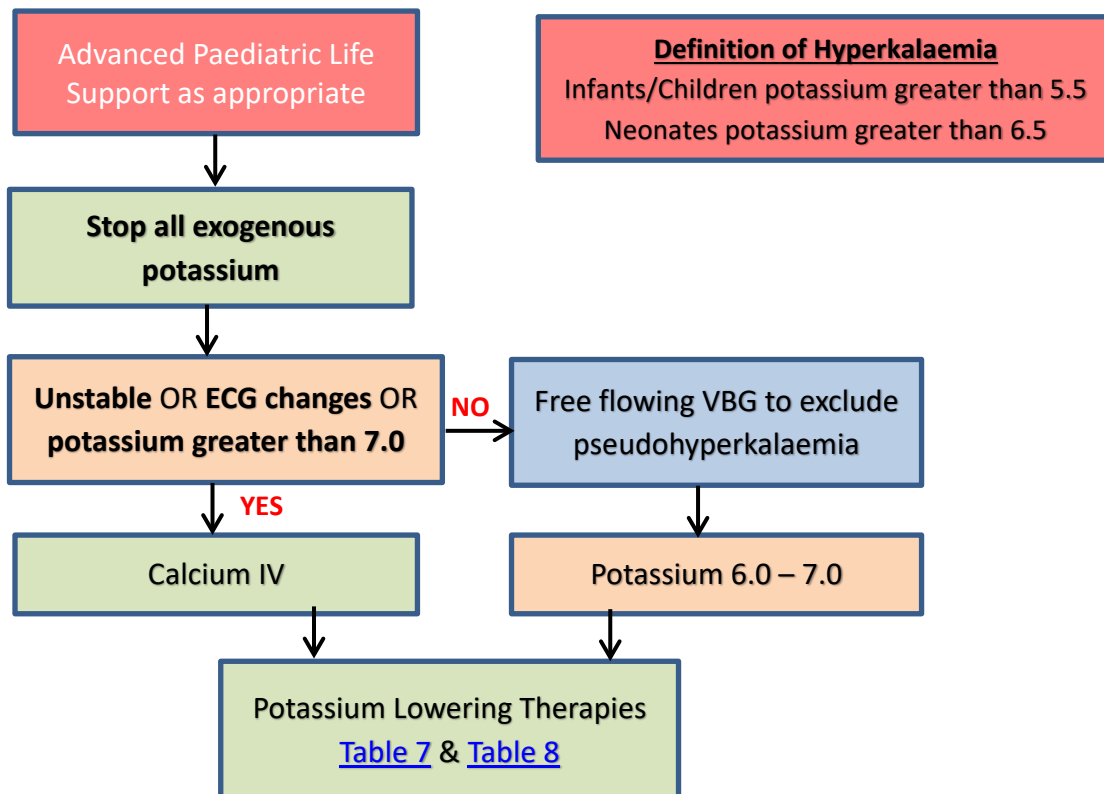 Advanced Paediatric Life
Support as appropriate
Definition of Hyperkalaemia
Infants/Children potassium greater than 5.5
Neonates potassium greater than 6.5
Stop all exogenous
potassium
Unstable OR ECG changes OR
potassium greater than 7.0
NO
Free flowing VBG to exclude
pseudohyperkalaemia
YES
Calcium IV
Potassium 6.0 – 7.0
Potassium Lowering Therapies
Table 7 & Table 8